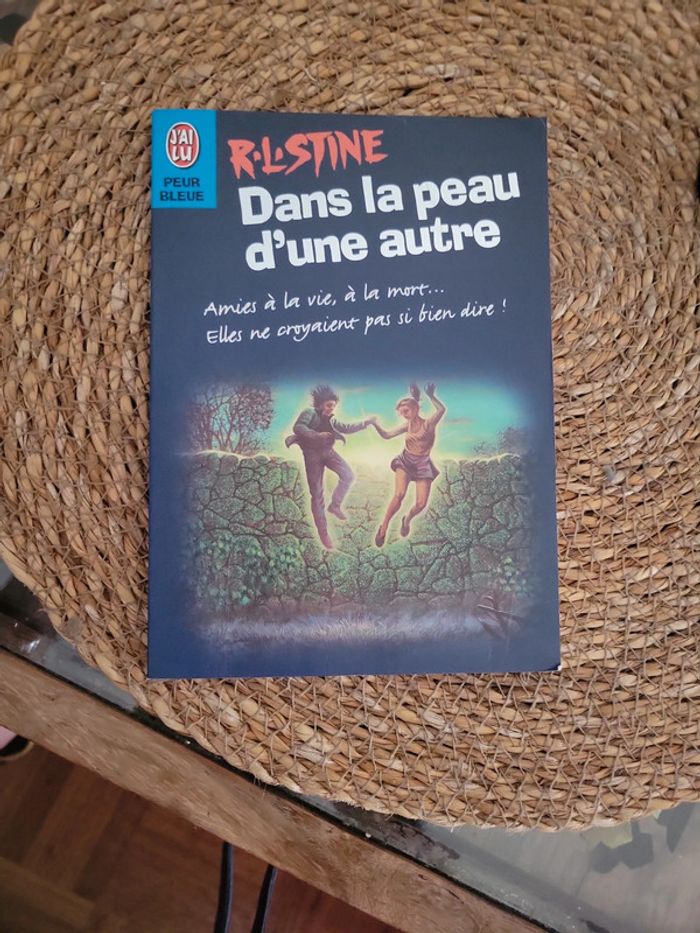 J'AI
LU
PEUR
BLEUE
R.L.STINE
Dans la peau
d'une autre
Amies à la vie, à la mort...
Elles ne croyaient pas si bien dire !